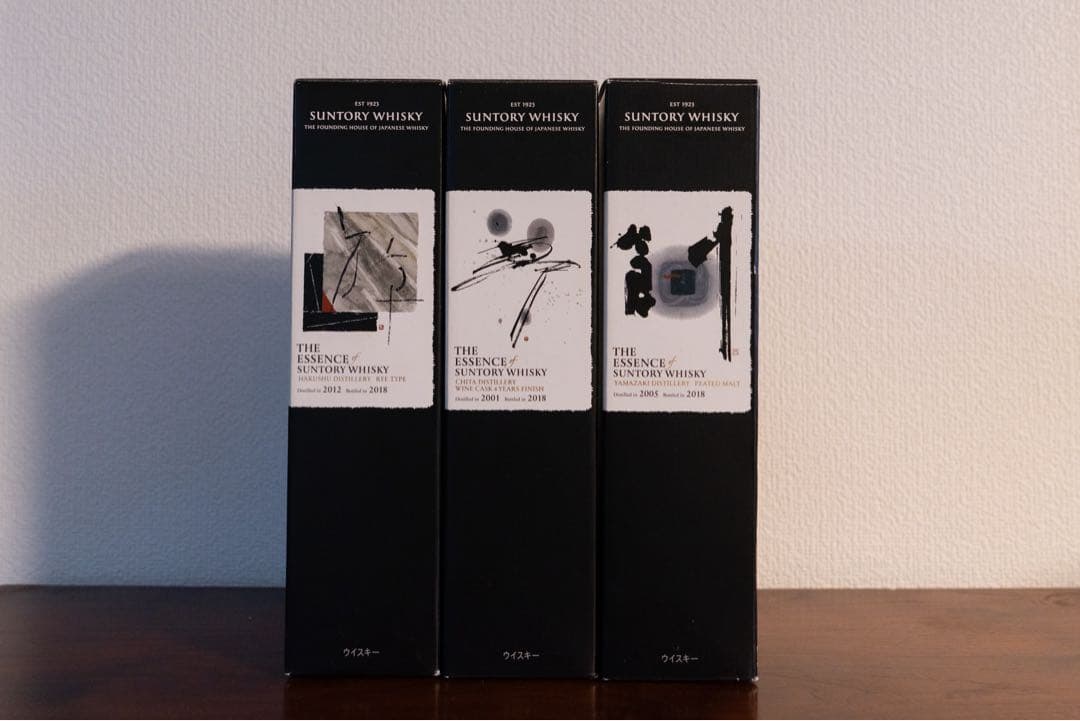 EST 1923
SUNTORY WHISKY
THE FOUNDING HOUSE OF JAPANESE WHISKY
THE
ESSENCE of
SUNTORY WHISKY
HAKUSHU DISTILLERY RYE TYPE
Distilled in 2012 Bottled in 2018
ウイスキー
EST 1923
SUNTORY WHISKY
THE FOUNDING HOUSE OF JAPANESE WHISKY
THE
ESSENCE of
SUNTORY WHISKY
CHITA DISTILLERY
WINE CASK 4 YEARS FINISH
Distilled in 2001 Bottled in 2018
ウイスキー
EST 1923
SUNTORY WHISKY
THE FOUNDING HOUSE OF JAPANESE WHISKY
THE
ESSENCE of
SUNTORY WHISKY
YAMAZAKI DISTILLERY PEATED MALT
Distilled in 2005 Bottled in 2018
ウイスキー